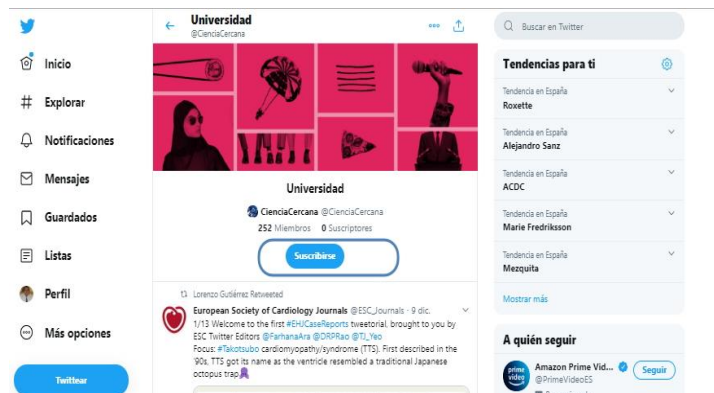 Inicio
Explorar
Notificaciones
Mensajes
Guardados
Listas
Perfil
Más opciones
Twittear
Universidad
@CienciaCercana
Universidad
CienciaCercana @CienciaCercana
252 Miembros 0 Suscriptores
Suscribirse
Lorenzo Gutiérrez Retweeted
European Society of Cardiology Journals @ESC_Journals · 9 dic.
1/13 Welcome to the first #EHJCaseReports tweetorial, brought to you by
ESC Twitter Editors @FarhanaAra @DRPRao @TJ_Yeo
Focus: #Takotsubo cardiomyopathy/syndrome (TTS). First described in the
'90s, TTS got its name as the ventricle resembled a traditional Japanese
octopus trap
Buscar en Twitter
Tendencias para ti
Tendencia en España
Roxette
Tendencia en España
Alejandro Sanz
Tendencia en España
ACDC
Tendencia en España
Marie Fredriksson
Tendencia en España
Mezquita
Mostrar más
A quién seguir
prime video
Amazon Prime Vid...
@PrimeVideoES
Seguir